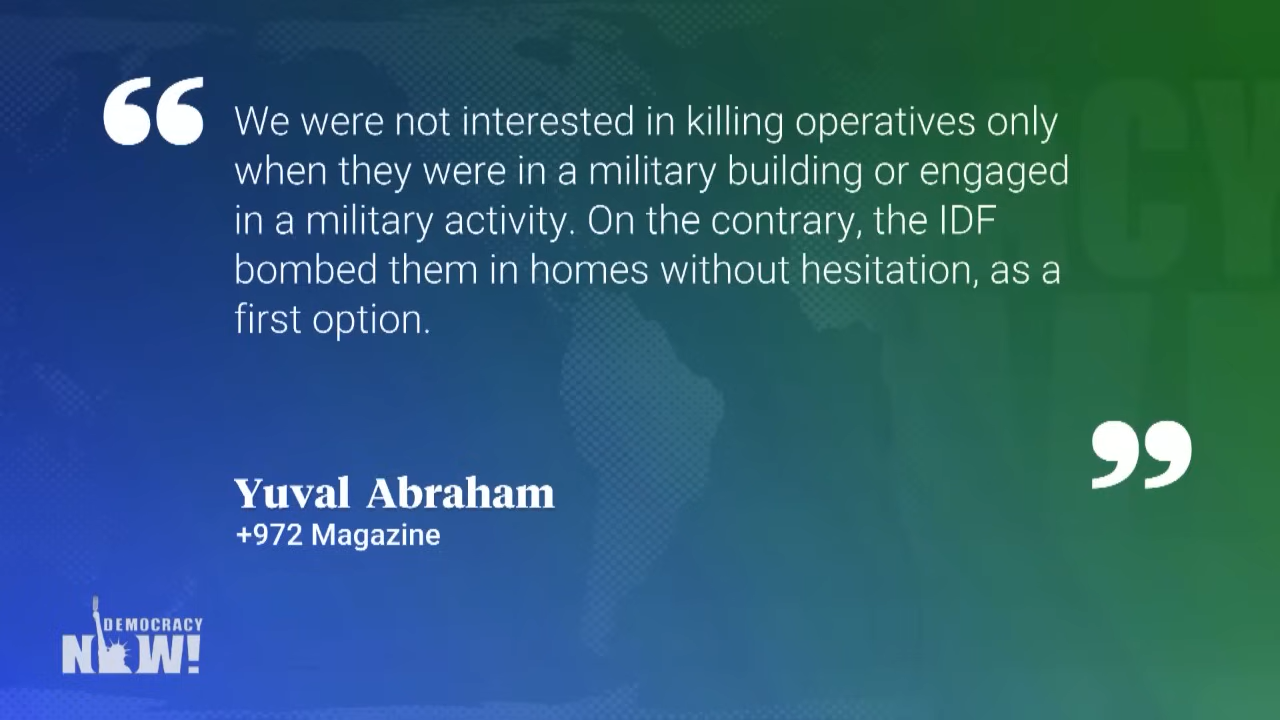 “ We were not interested in killing operatives only
when they were in a military building or engaged
in a military activity. On the contrary, the IDF
bombed them in homes without hesitation, as a
first option.
”
Yuval Abraham
+972 Magazine
DEMOCRACY
NOW!